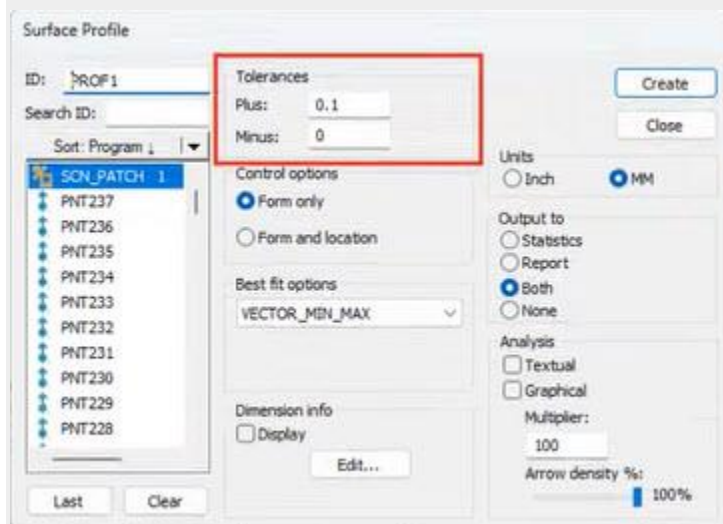 Surface Profile
ID: PROF1
Search ID:
Sort: Program ↓
SCN_PATCH 1
PNT237
PNT236
PNT235
PNT234
PNT233
PNT232
PNT231
PNT230
PNT229
PNT228
Last Clear
Tolerances
Plus: 0.1
Minus: 0
Control options
Form only
Form and location
Best fit options
VECTOR_MIN_MAX
Dimension info
Display
Edit...
Create
Close
Units
Inch MM
Output to
Statistics
Report
Both
None
Analysis
Textual
Graphical
Multiplier:
100
Arrow density %:
100%